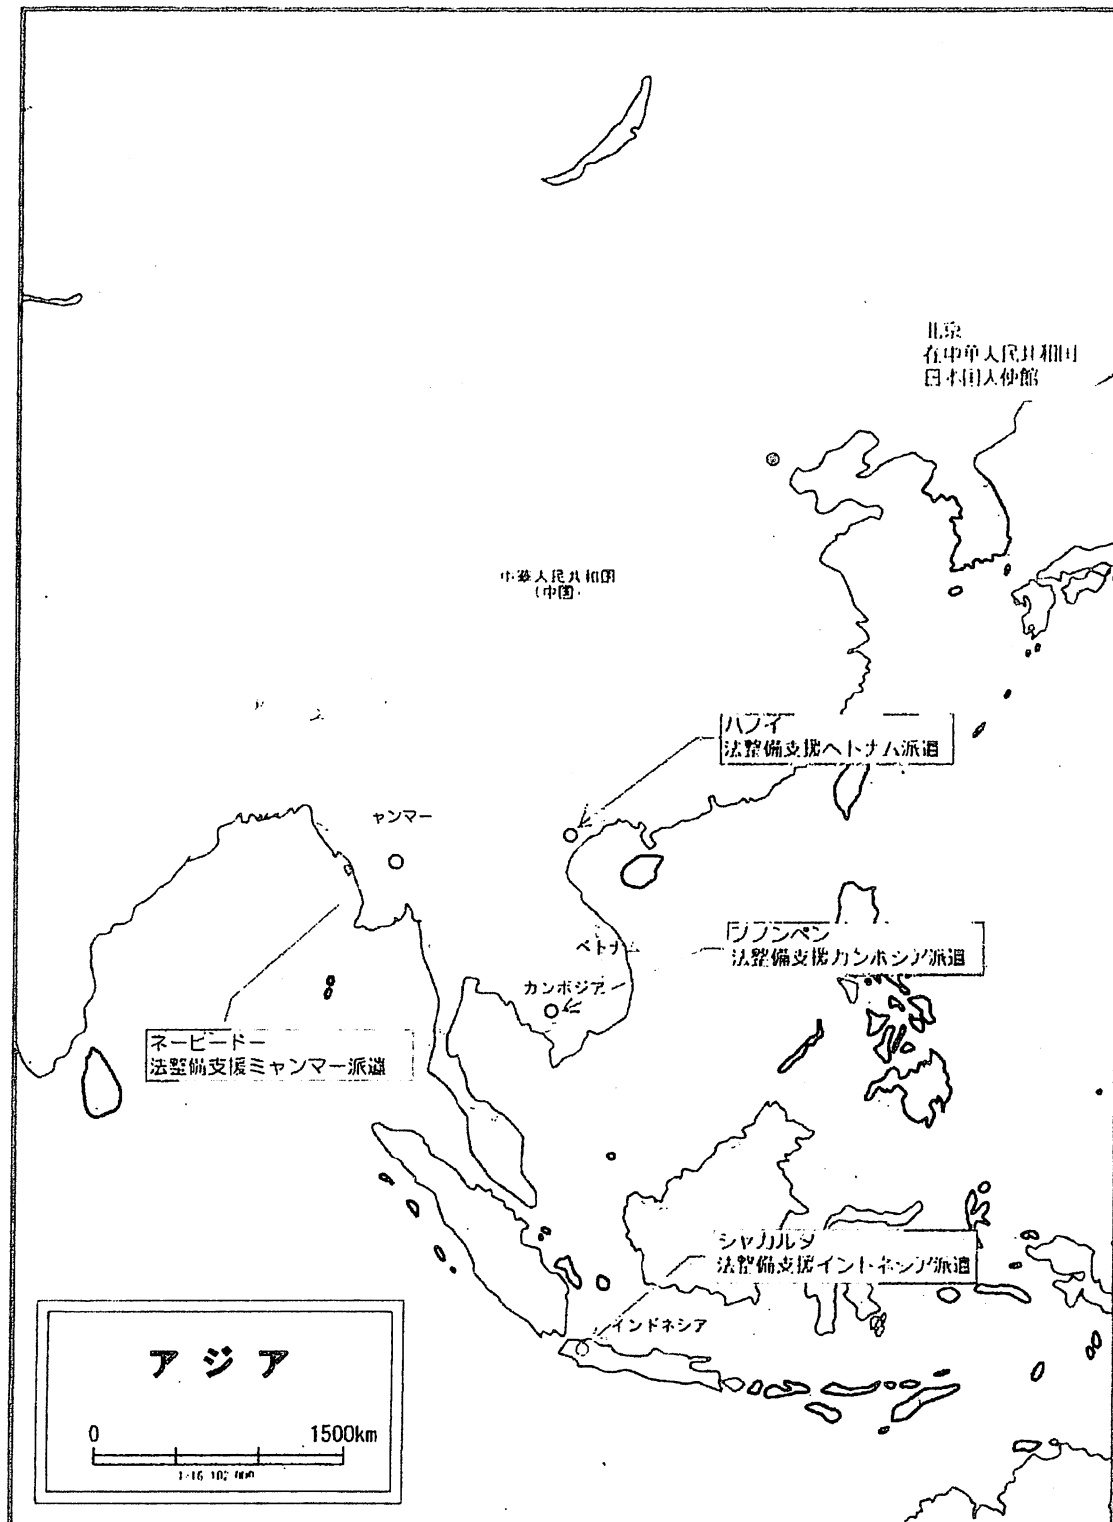 北京
在中華人民共和国
日本国大使館
中華人民共和国
(中国)
ハノイ
法整備支援ベトナム派遣
ャンマー
プノンペン
法整備支援カンボジア派遣
ベトナ
カンボジア
ネーピードー
法整備支援ミャンマー派遣
ジャカルタ
法整備支援インドネシア派遣
インドネシア
アジア
0 1500km